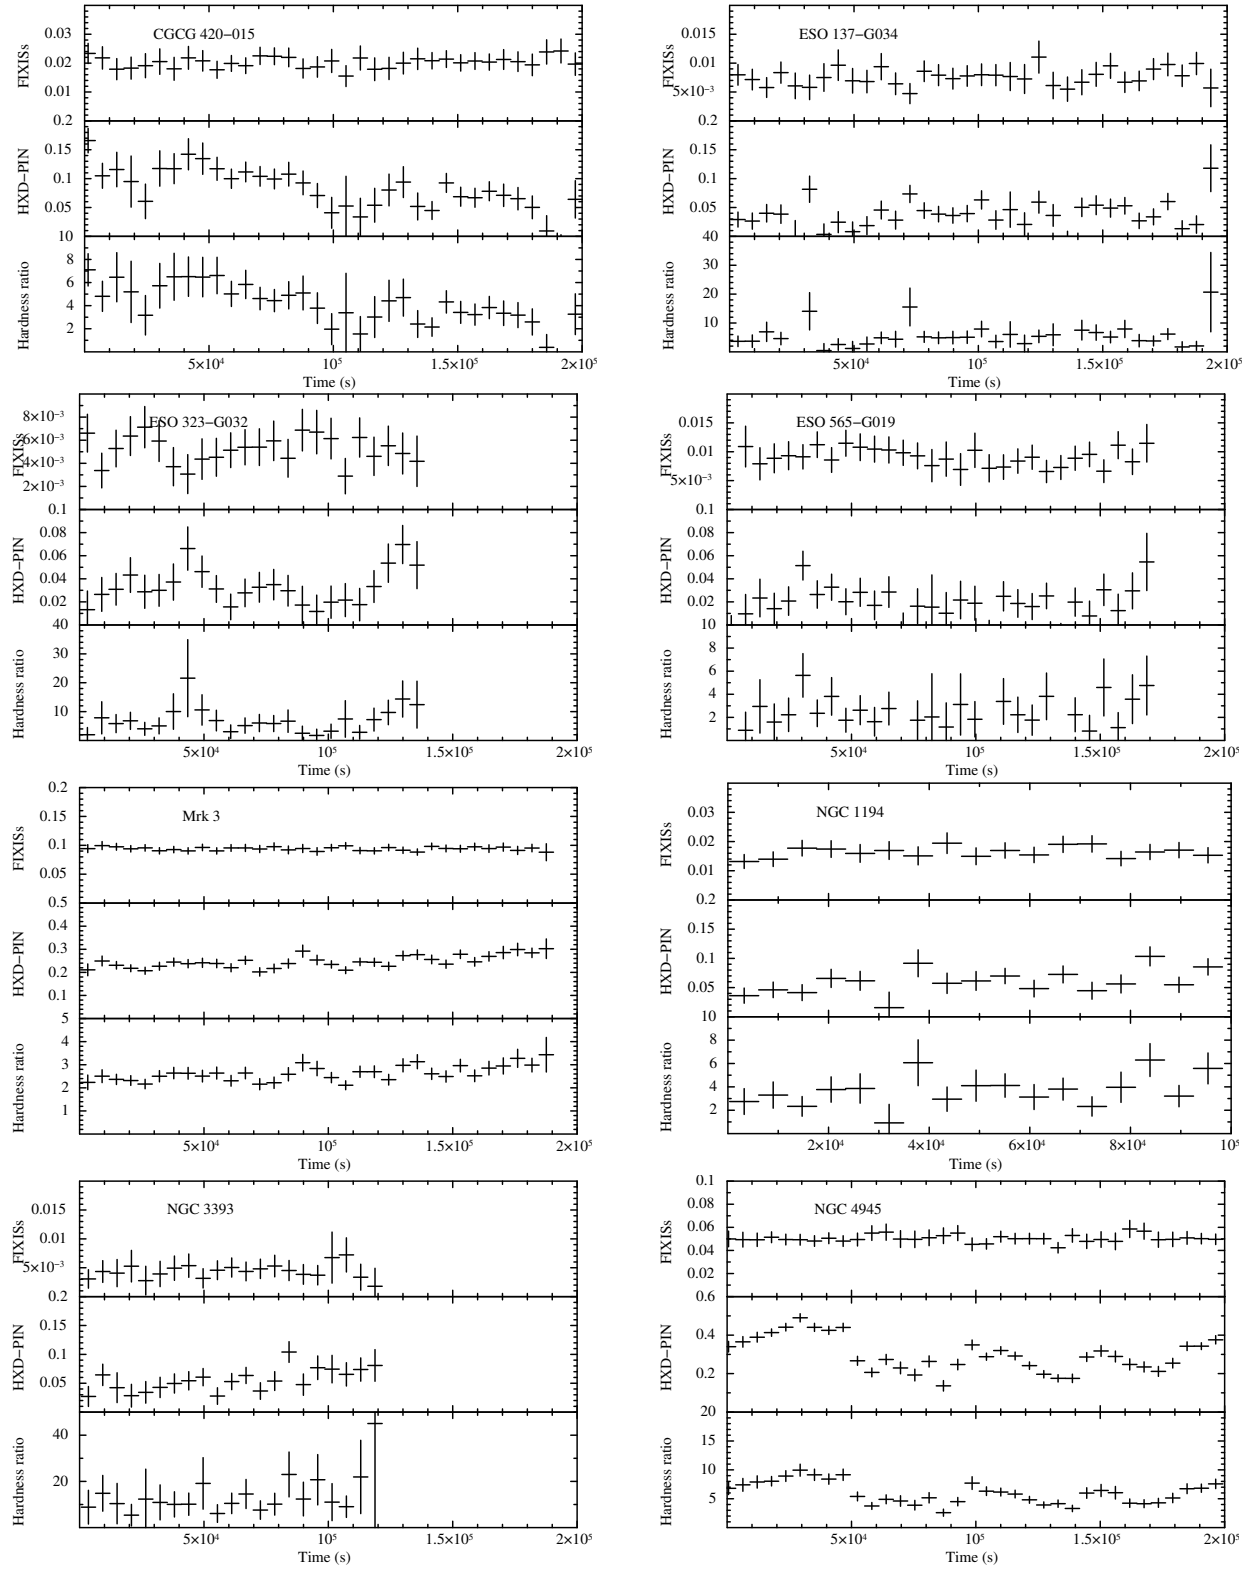 CGCG 420−015
FIXISs
0.03
0.02
0.01
HXD−PIN
0.2
0.15
0.1
0.05
Hardness ratio
10
8
6
4
2
5×10⁴ 10⁵ 1.5×10⁵ 2×10⁵
Time (s)
ESO 137−G034
FIXISs
0.015
0.01
5×10⁻³
HXD−PIN
0.2
0.15
0.1
0.05
Hardness ratio
40
30
20
10
5×10⁴ 10⁵ 1.5×10⁵ 2×10⁵
Time (s)
ESO 323−G032
FIXISs
8×10⁻³
6×10⁻³
4×10⁻³
2×10⁻³
HXD−PIN
0.1
0.08
0.06
0.04
0.02
Hardness ratio
40
30
20
10
5×10⁴ 10⁵ 1.5×10⁵ 2×10⁵
Time (s)
ESO 565−G019
FIXISs
0.015
0.01
5×10⁻³
HXD−PIN
0.1
0.08
0.06
0.04
0.02
Hardness ratio
10
8
6
4
2
5×10⁴ 10⁵ 1.5×10⁵ 2×10⁵
Time (s)
Mrk 3
FIXISs
0.2
0.15
0.1
0.05
HXD−PIN
0.5
0.4
0.3
0.2
0.1
Hardness ratio
5
4
3
2
1
5×10⁴ 10⁵ 1.5×10⁵ 2×10⁵
Time (s)
NGC 1194
FIXISs
0.03
0.02
0.01
HXD−PIN
0.2
0.15
0.1
0.05
Hardness ratio
10
8
6
4
2
2×10⁴ 4×10⁴ 6×10⁴ 8×10⁴ 10⁵
Time (s)
NGC 3393
FIXISs
0.015
0.01
5×10⁻³
HXD−PIN
0.2
0.15
0.1
0.05
Hardness ratio
40
20
5×10⁴ 10⁵ 1.5×10⁵ 2×10⁵
Time (s)
NGC 4945
FIXISs
0.1
0.08
0.06
0.04
0.02
HXD−PIN
0.6
0.4
0.2
Hardness ratio
20
15
10
5
5×10⁴ 10⁵ 1.5×10⁵ 2×10⁵
Time (s)